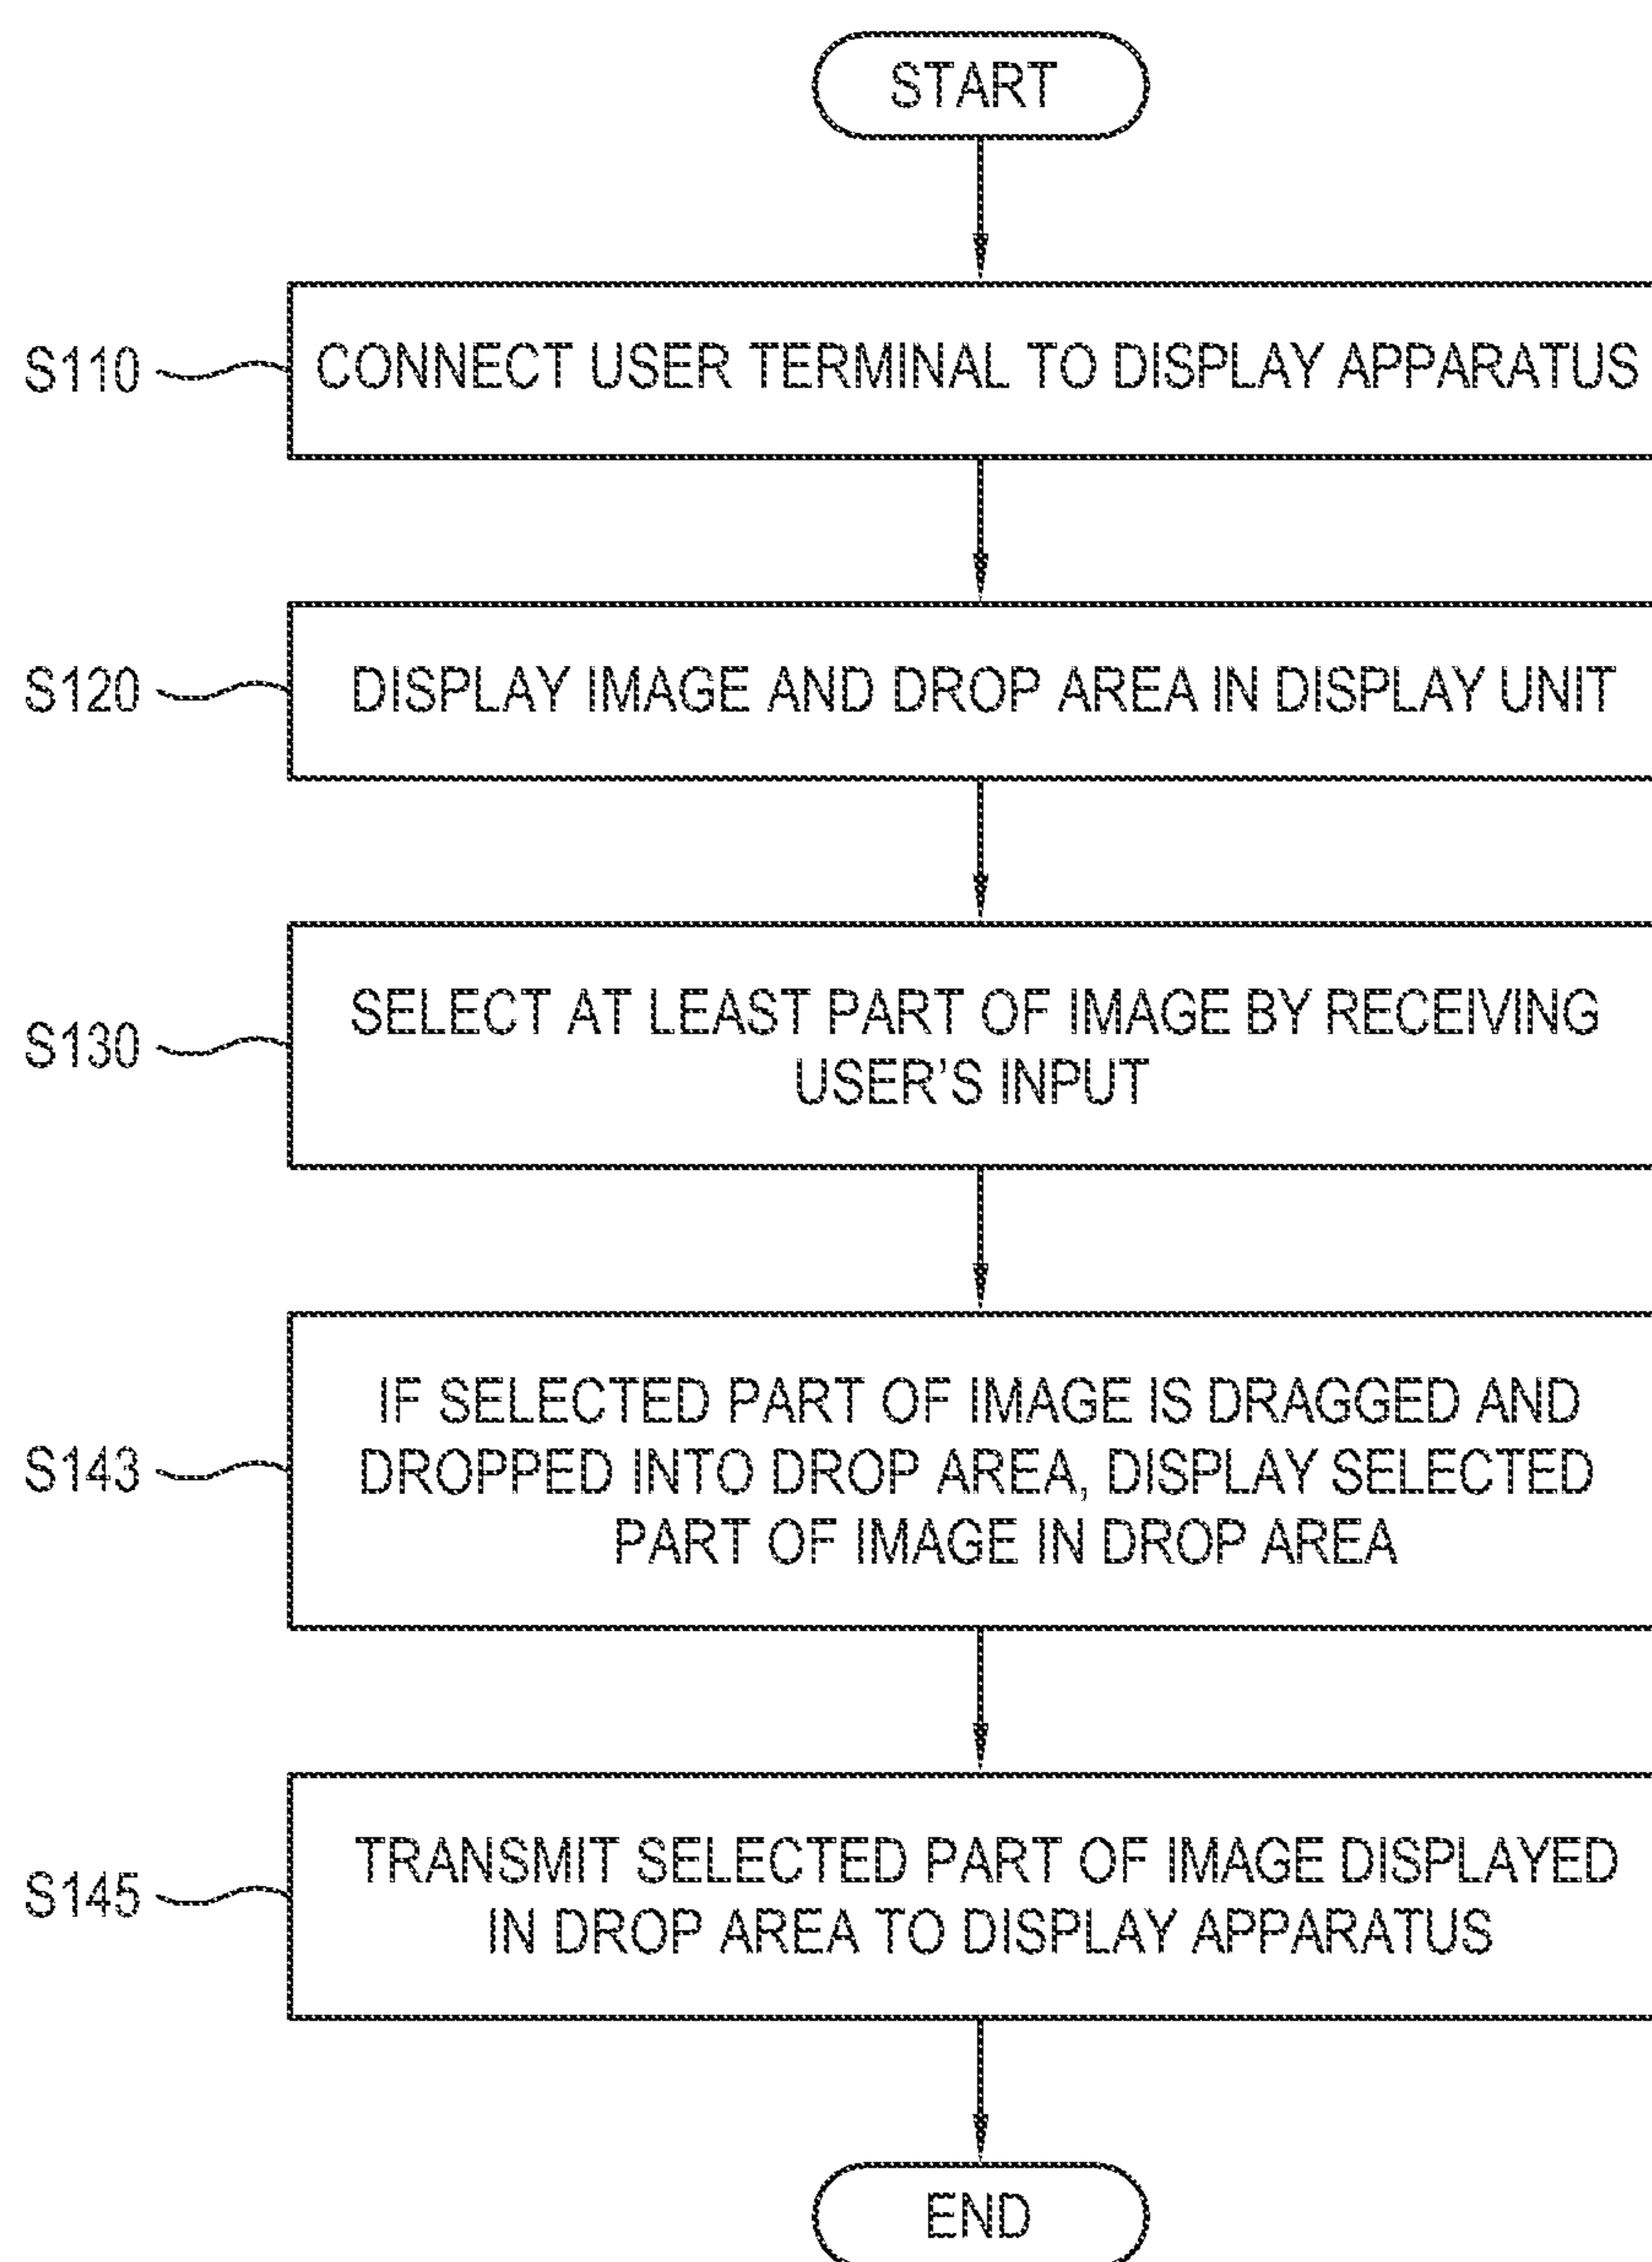 START
S110
CONNECT USER TERMINAL TO DISPLAY APPARATUS
S120
DISPLAY IMAGE AND DROP AREA IN DISPLAY UNIT
S130
SELECT AT LEAST PART OF IMAGE BY RECEIVING
USER'S INPUT
S143
IF SELECTED PART OF IMAGE IS DRAGGED AND
DROPPED INTO DROP AREA, DISPLAY SELECTED
PART OF IMAGE IN DROP AREA
S145
TRANSMIT SELECTED PART OF IMAGE DISPLAYED
IN DROP AREA TO DISPLAY APPARATUS
END